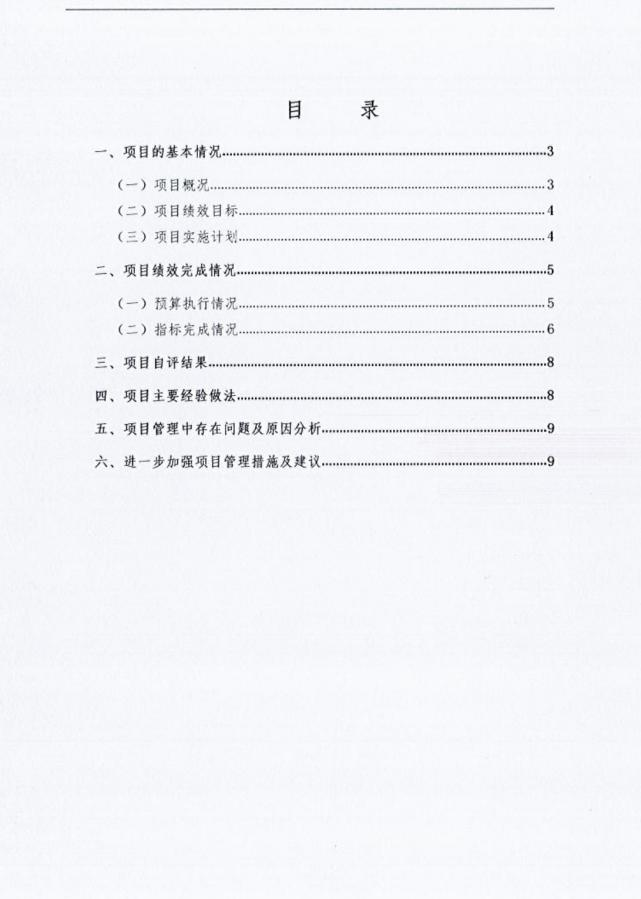 目 录
一、项目的基本情况........................3
（一）项目概况........................3
（二）项目绩效目标........................4
（三）项目实施计划........................4
二、项目绩效完成情况........................5
（一）预算执行情况........................5
（二）指标完成情况........................6
三、项目自评结果........................8
四、项目主要经验做法........................8
五、项目管理中存在问题及原因分析........................9
六、进一步加强项目管理措施及建议........................9